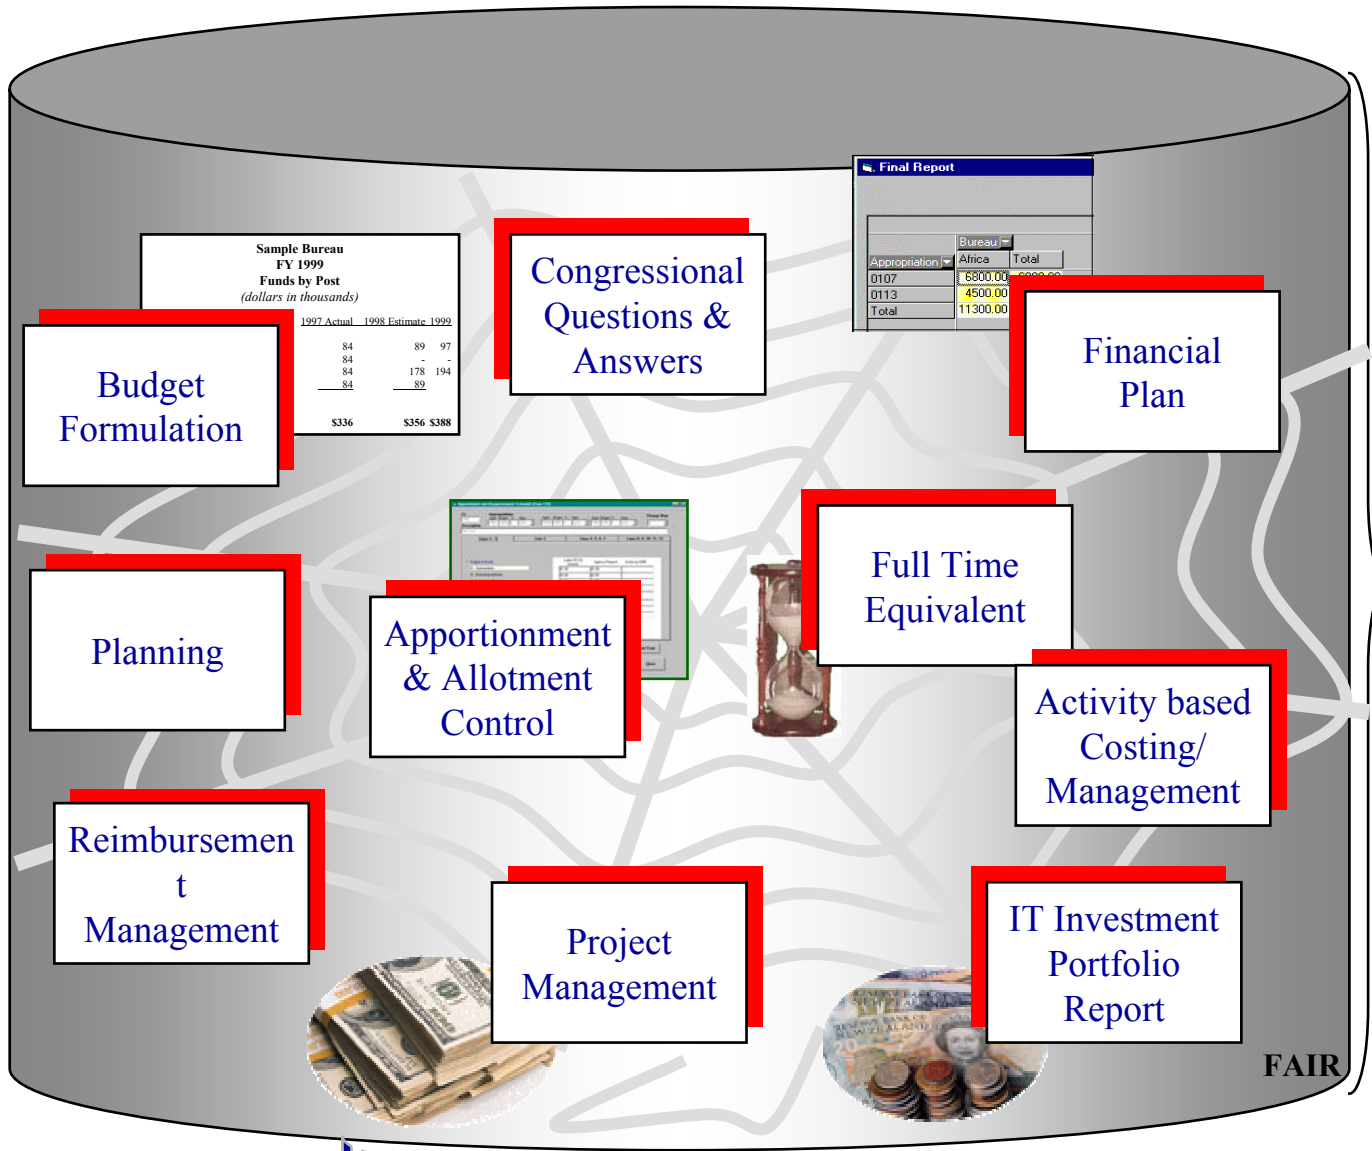 Sample Bureau
FY 1999
Funds by Post
(dollars in thousands)
1997 Actual 1998 Estimate 1999
84 89 97
84 - -
84 178 194
84 89
$336 $356 $388
Budget
Formulation
Congressional
Questions &
Answers
Final Report
Bureau
Appropriation Africa Total
0107 6800.00
0113 4500.00
Total 11300.00
Financial
Plan
Planning
Apportionment
& Allotment
Control
Full Time
Equivalent
Activity based
Costing/
Management
Reimbursemen
t
Management
Project
Management
IT Investment
Portfolio
Report
FAIR